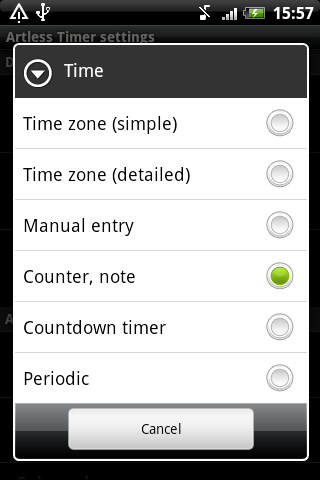 15:57
Artless Timer settings
Time
Time zone (simple)
Time zone (detailed)
Manual entry
Counter, note
Countdown timer
Periodic
Cancel